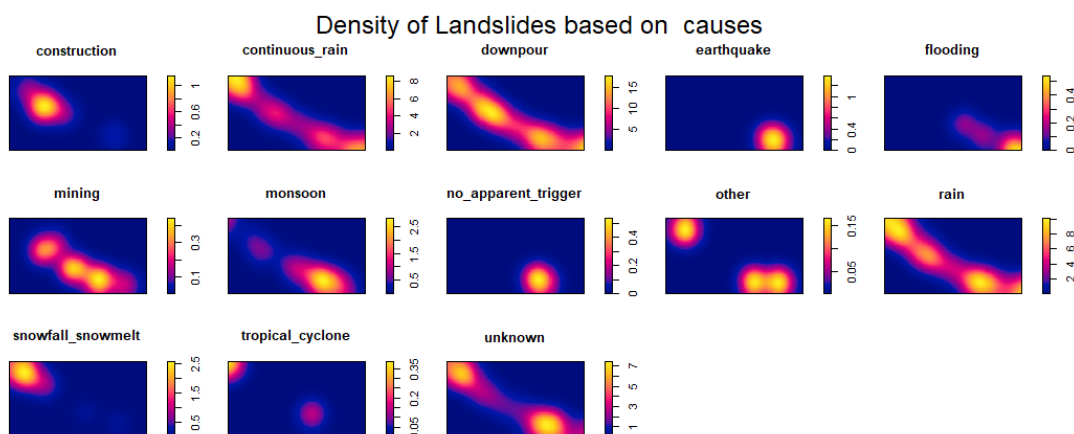 Density of Landslides based on causes
construction continuous_rain downpour earthquake flooding
0.2 0.6 1
2 4 6 8
5 10 15
0 0.4 1
0 0.2 0.4
mining monsoon no_apparent_trigger other rain
0.1 0.3
0.5 1.5 2.5
0 0.2 0.4
0.05 0.15
2 4 6 8
snowfall_snowmelt tropical_cyclone unknown
0.5 1.5 2.5
0.05 0.2 0.35
1 3 5 7